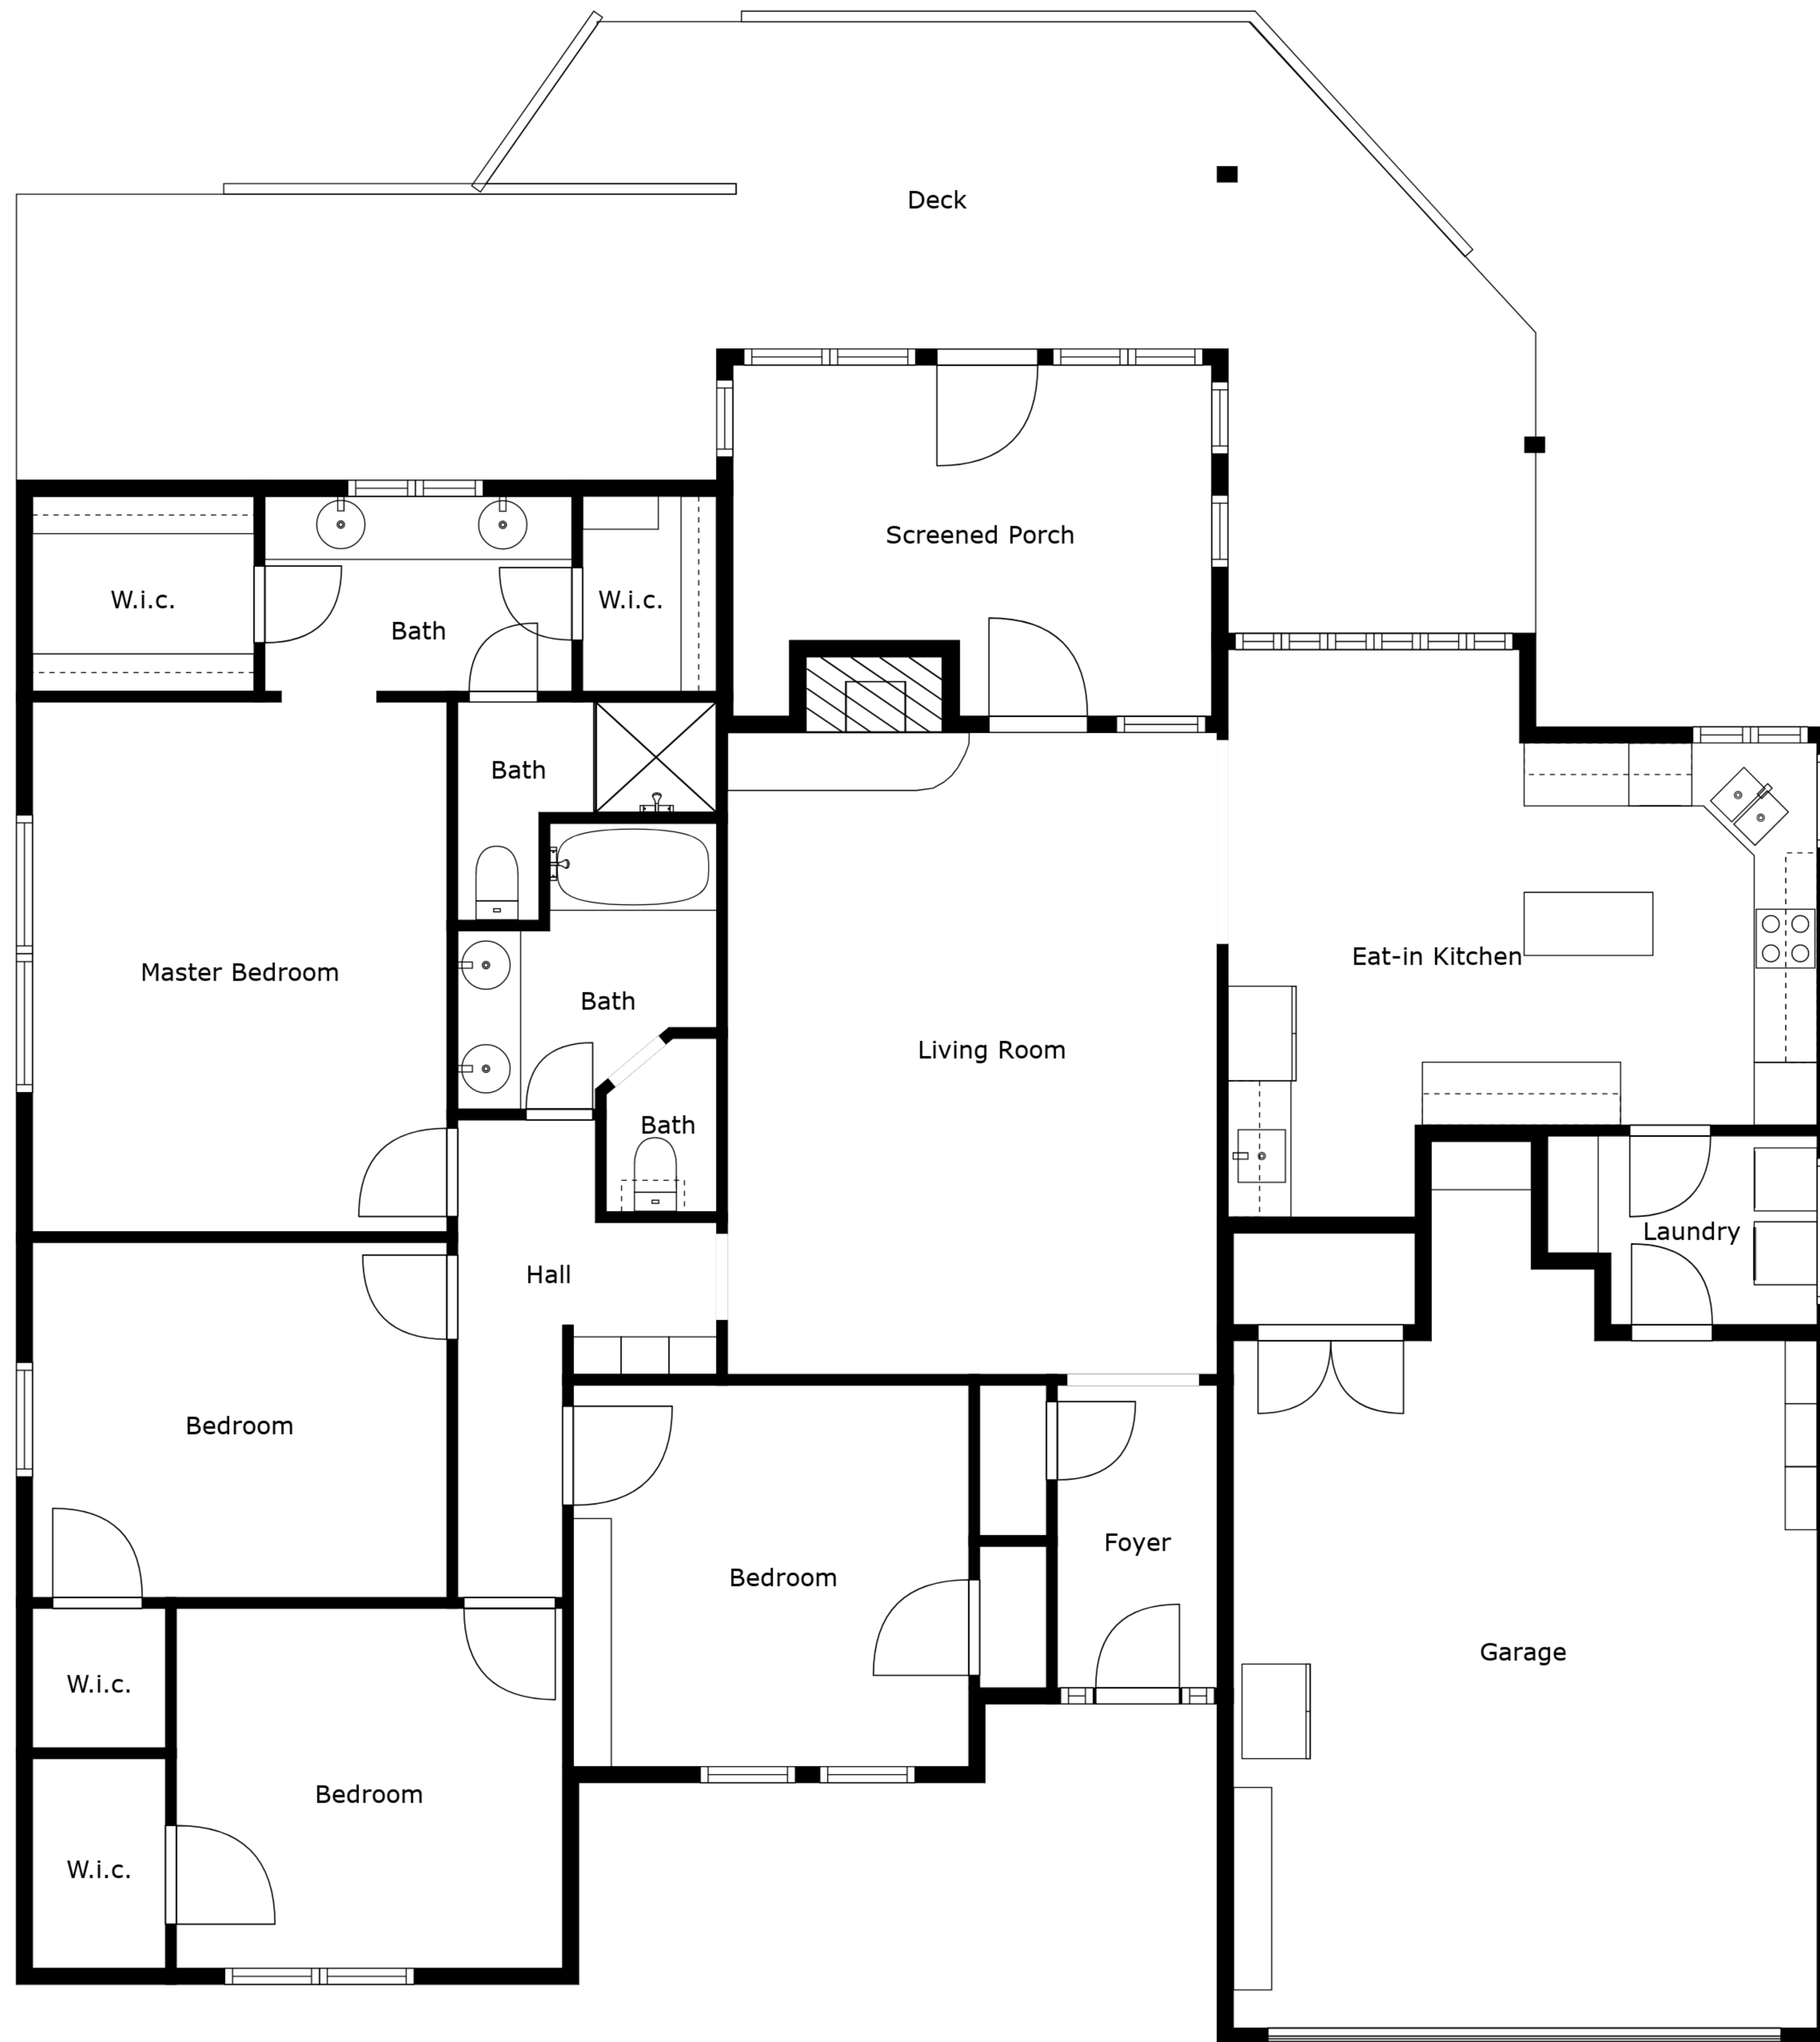 Deck
Screened Porch
W.i.c.
W.i.c.
Bath
Bath
Eat-in Kitchen
Master Bedroom
Bath
Living Room
Bath
Laundry
Hall
Bedroom
Foyer
Bedroom
Garage
W.i.c.
Bedroom
W.i.c.